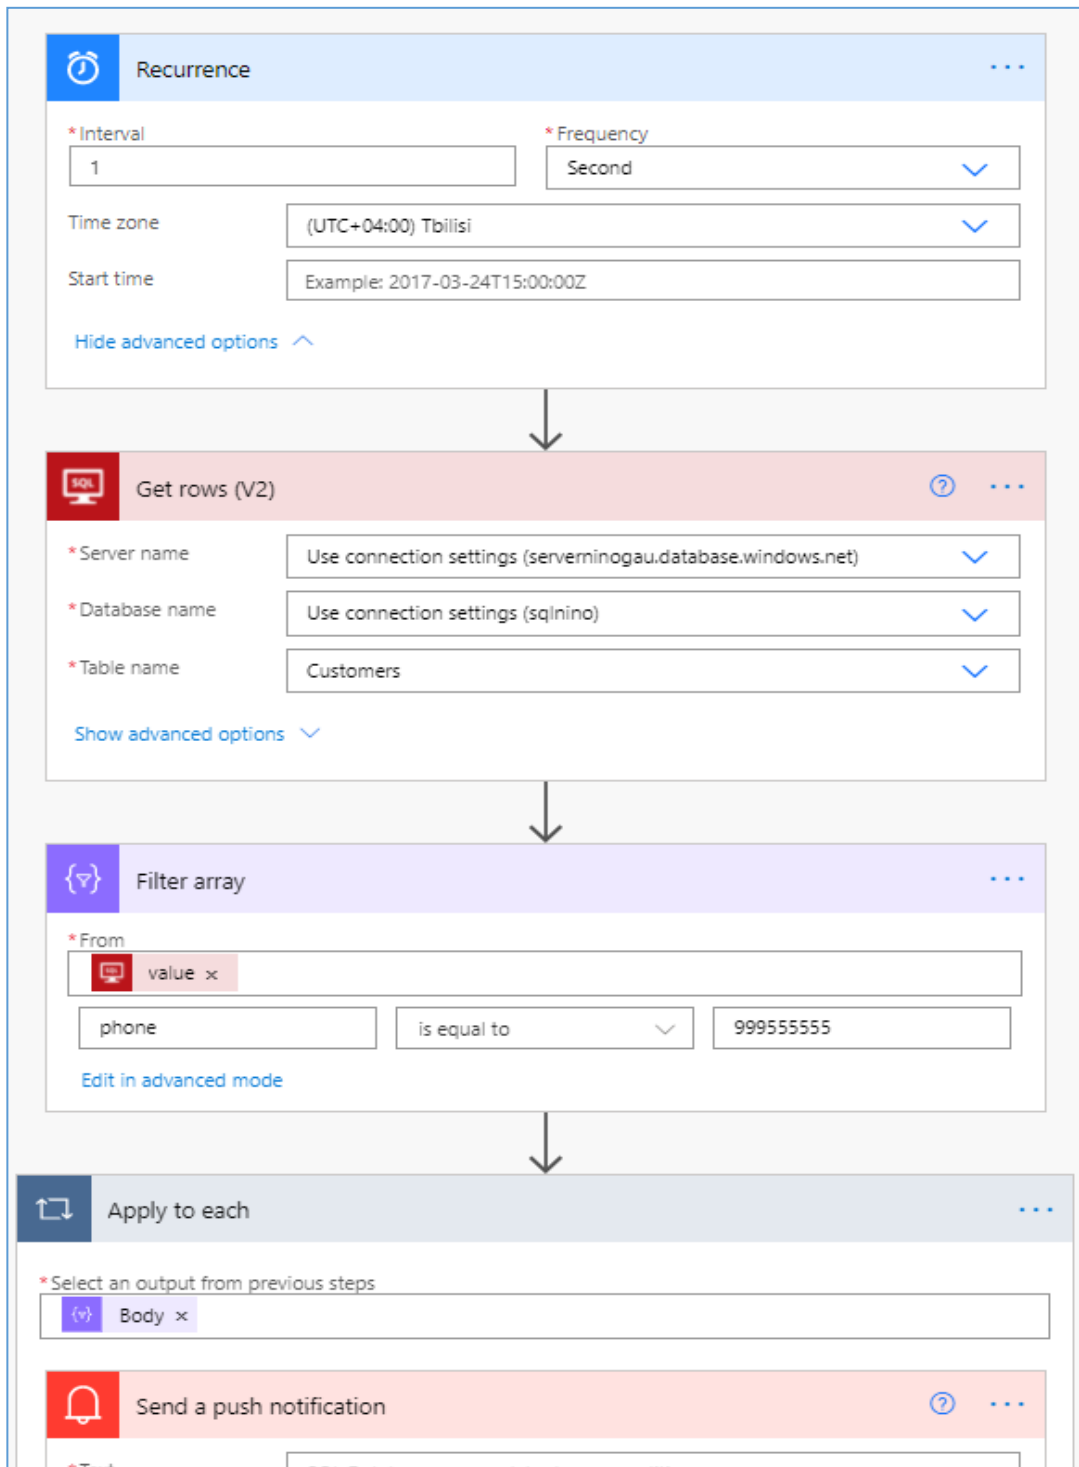 Recurrence
* Interval
* Frequency
1
Second
Time zone
(UTC+04:00) Tbilisi
Start time
Example: 2017-03-24T15:00:00Z
Hide advanced options
SQL
Get rows (V2)
* Server name
Use connection settings (serverninogau.database.windows.net)
* Database name
Use connection settings (sqlnino)
* Table name
Customers
Show advanced options
Filter array
* From
value ×
phone
is equal to
999555555
Edit in advanced mode
Apply to each
* Select an output from previous steps
Body ×
Send a push notification